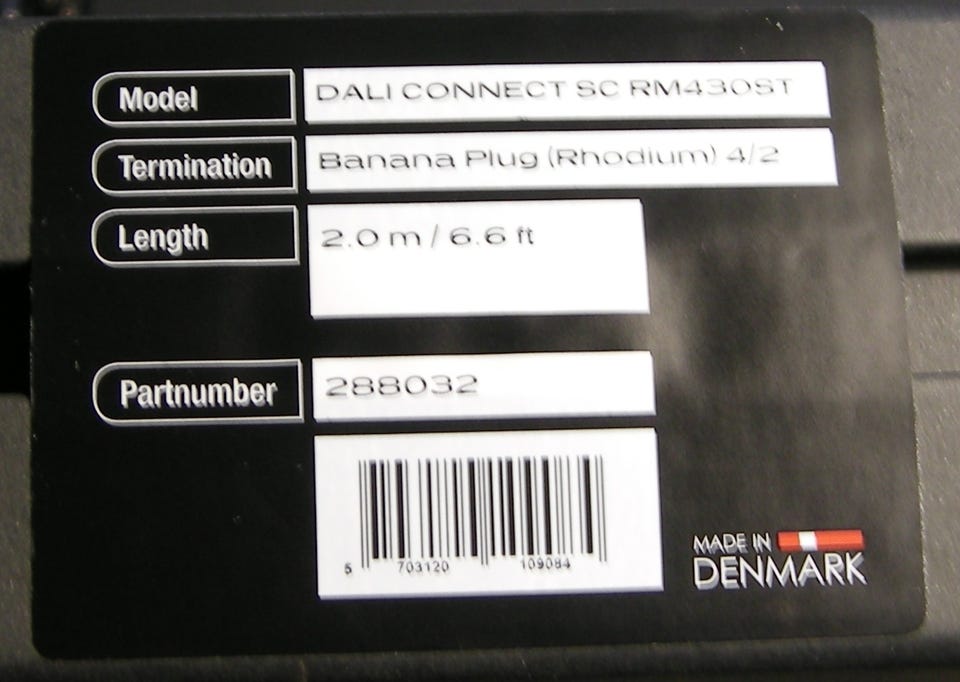 Model DALI CONNECT SC RM430ST
Termination Banana Plug (Rhodium) 4/2
Length 2.0 m / 6.6 ft
Partnumber 288032
5 703120 109084
MADE IN
DENMARK